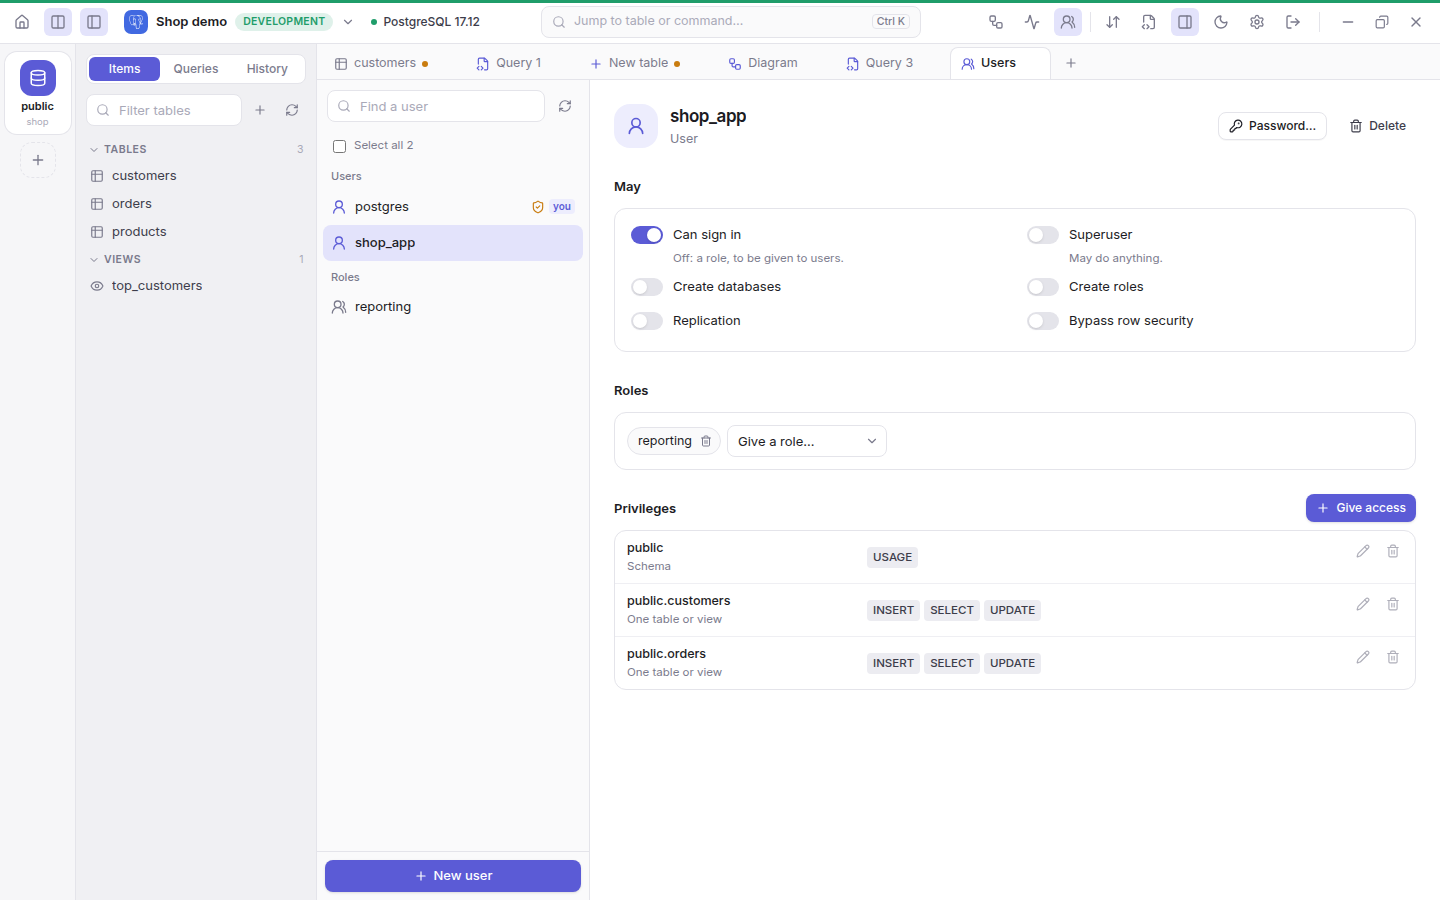 Shop demo DEVELOPMENT PostgreSQL 17.12 Jump to table or command... Ctrl K
public
shop
Items Queries History
Filter tables
TABLES 3
customers
orders
products
VIEWS 1
top_customers
customers Query 1 New table Diagram Query 3 Users
Find a user
Select all 2
Users
postgres you
shop_app
Roles
reporting
New user
shop_app
User
Password... Delete
May
Can sign in
Off: a role, to be given to users.
Superuser
May do anything.
Create databases
Create roles
Replication
Bypass row security
Roles
reporting Give a role...
Privileges Give access
public
Schema
USAGE
public.customers
One table or view
INSERT SELECT UPDATE
public.orders
One table or view
INSERT SELECT UPDATE